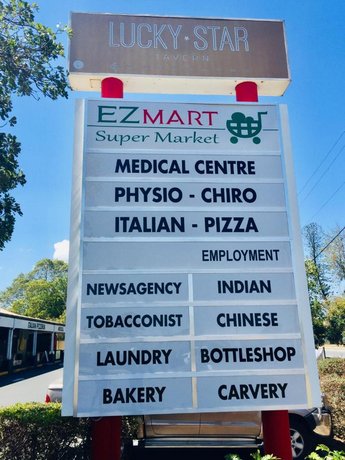 LUCKY★STAR
TAVERN
EZMART
Super Market
MEDICAL CENTRE
PHYSIO - CHIRO
ITALIAN - PIZZA
EMPLOYMENT
NEWSAGENCY INDIAN
TOBACCONIST CHINESE
LAUNDRY BOTTLESHOP
BAKERY CARVERY